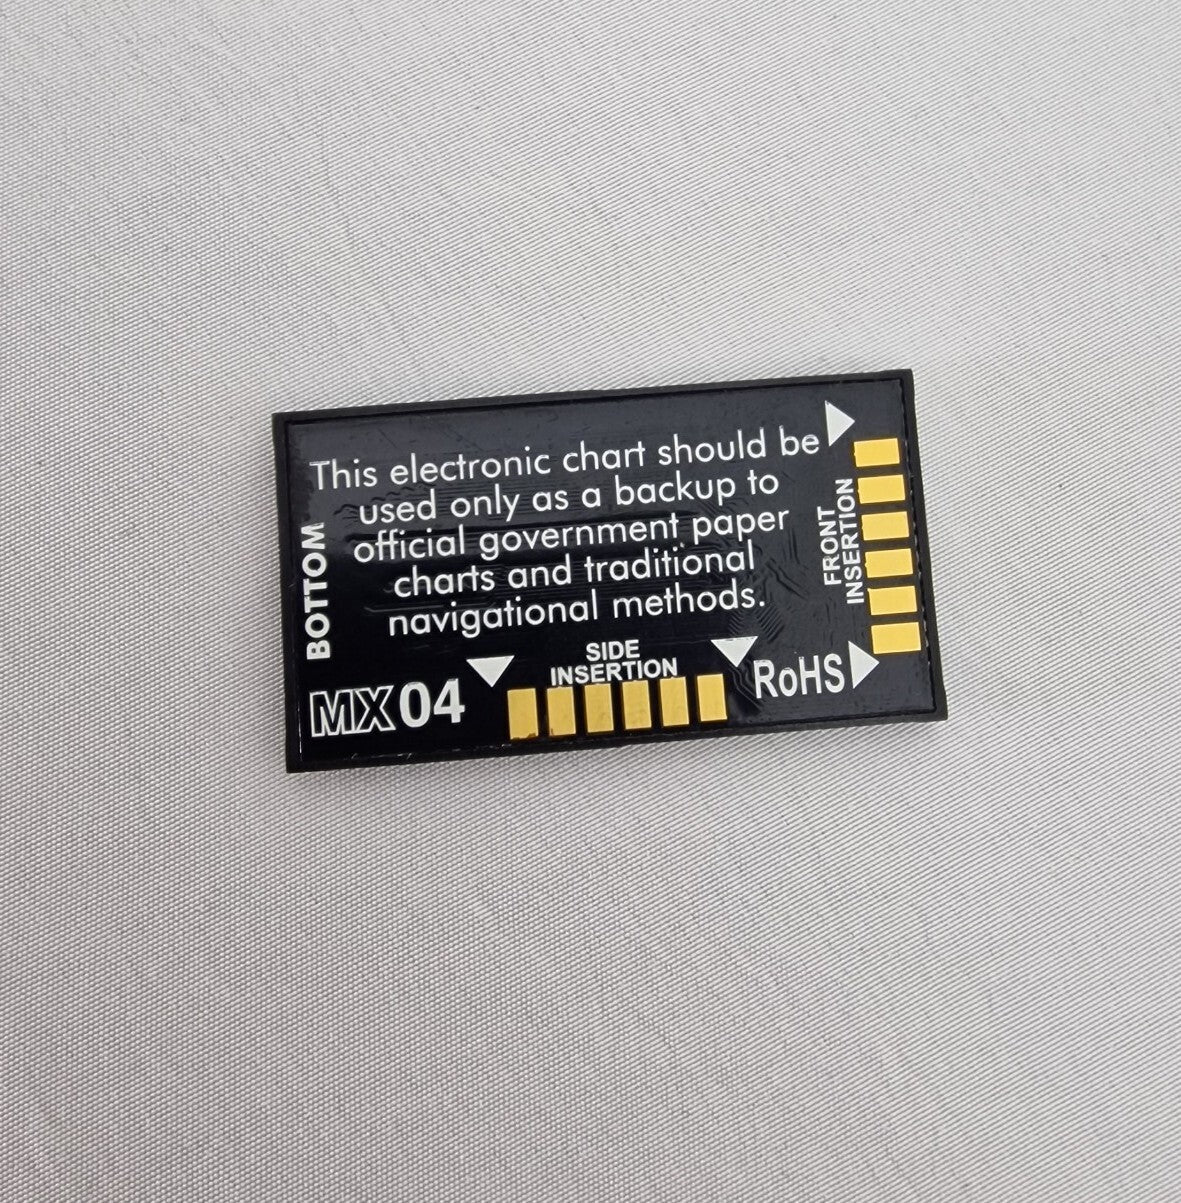 This electronic chart should be
used only as a backup to
official government paper
charts and traditional
navigational methods.
BOTTOM
FRONT
INSERTION
SIDE
INSERTION
MX04
RoHS